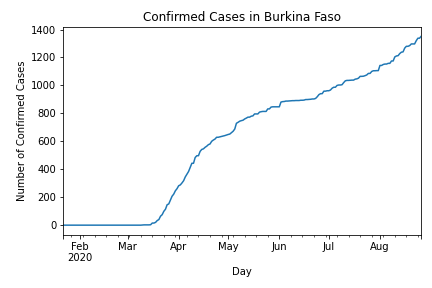 Confirmed Cases in Burkina Faso
1400
1200
1000
800
600
400
200
0
Number of Confirmed Cases
Feb Mar Apr May Jun Jul Aug
2020
Day